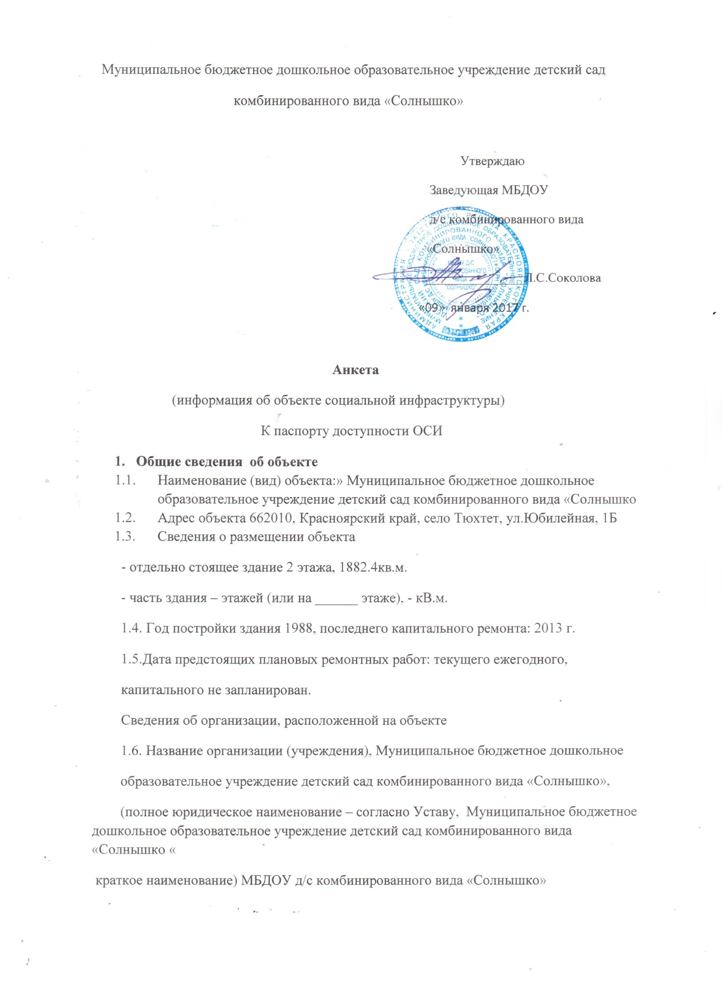 Муниципальное бюджетное дошкольное образовательное учреждение детский сад
комбинированного вида «Солнышко»
Утверждаю
Заведующая МБДОУ
д/с комбинированного вида
«Солнышко»
Л.С.Соколова
«09» января 2017 г.
МБДОУ Д/С
КОМБИНИРОВАННОГО
ВИДА
"СОЛНЫШКО"
Анкета
(информация об объекте социальной инфраструктуры)
К паспорту доступности ОСИ
1. Общие сведения об объекте
1.1. Наименование (вид) объекта:» Муниципальное бюджетное дошкольное
образовательное учреждение детский сад комбинированного вида «Солнышко
1.2. Адрес объекта 662010, Красноярский край, село Тюхтет, ул.Юбилейная, 1Б
1.3. Сведения о размещении объекта
- отдельно стоящее здание 2 этажа, 1882.4кв.м.
- часть здания – этажей (или на ______ этаже), - кВ.м.
1.4. Год постройки здания 1988, последнего капитального ремонта: 2013 г.
1.5.Дата предстоящих плановых ремонтных работ: текущего ежегодного,
капитального не запланирован.
Сведения об организации, расположенной на объекте
1.6. Название организации (учреждения), Муниципальное бюджетное дошкольное
образовательное учреждение детский сад комбинированного вида «Солнышко»,
(полное юридическое наименование – согласно Уставу, Муниципальное бюджетное
дошкольное образовательное учреждение детский сад комбинированного вида
«Солнышко «
краткое наименование) МБДОУ д/с комбинированного вида «Солнышко»